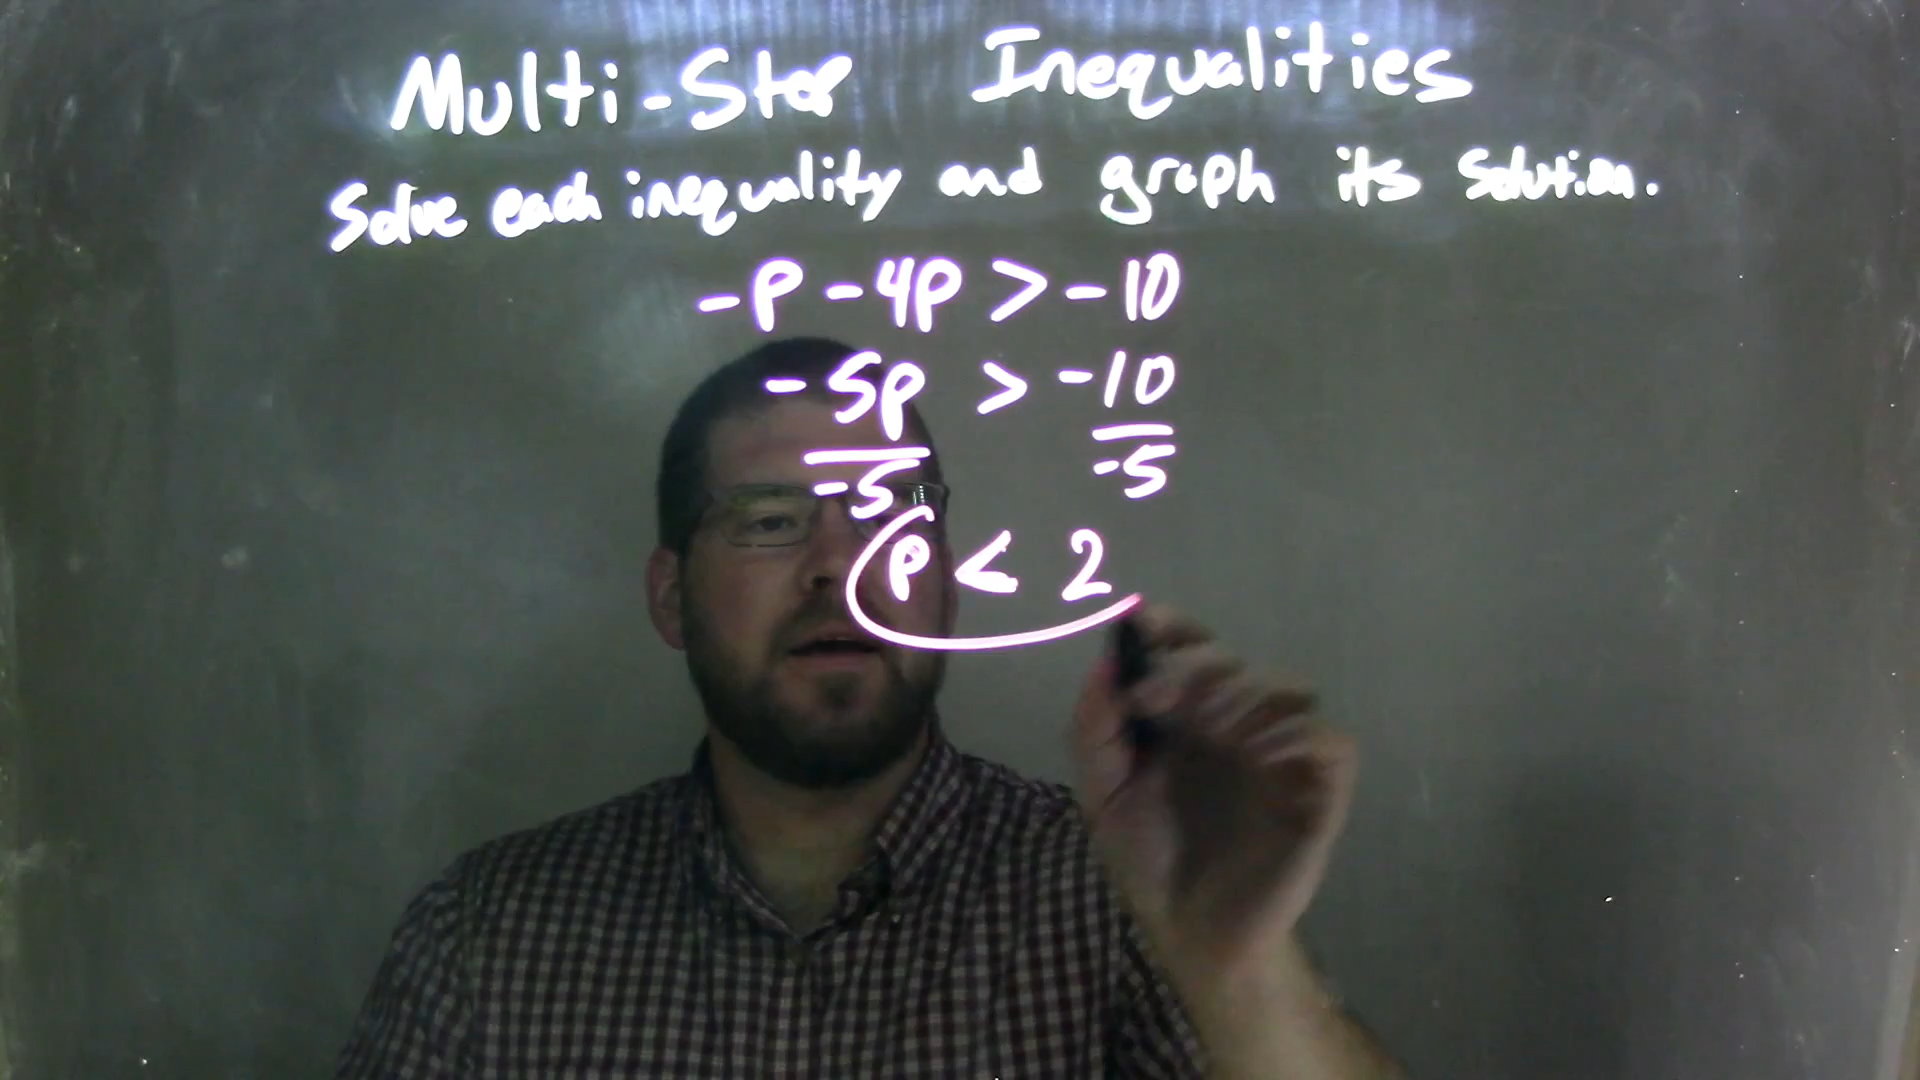 Multi-Step Inequalities
Solve each inequality and graph its solution.
-p - 4p > -10
-5p > -10
-5 -5
p < 2